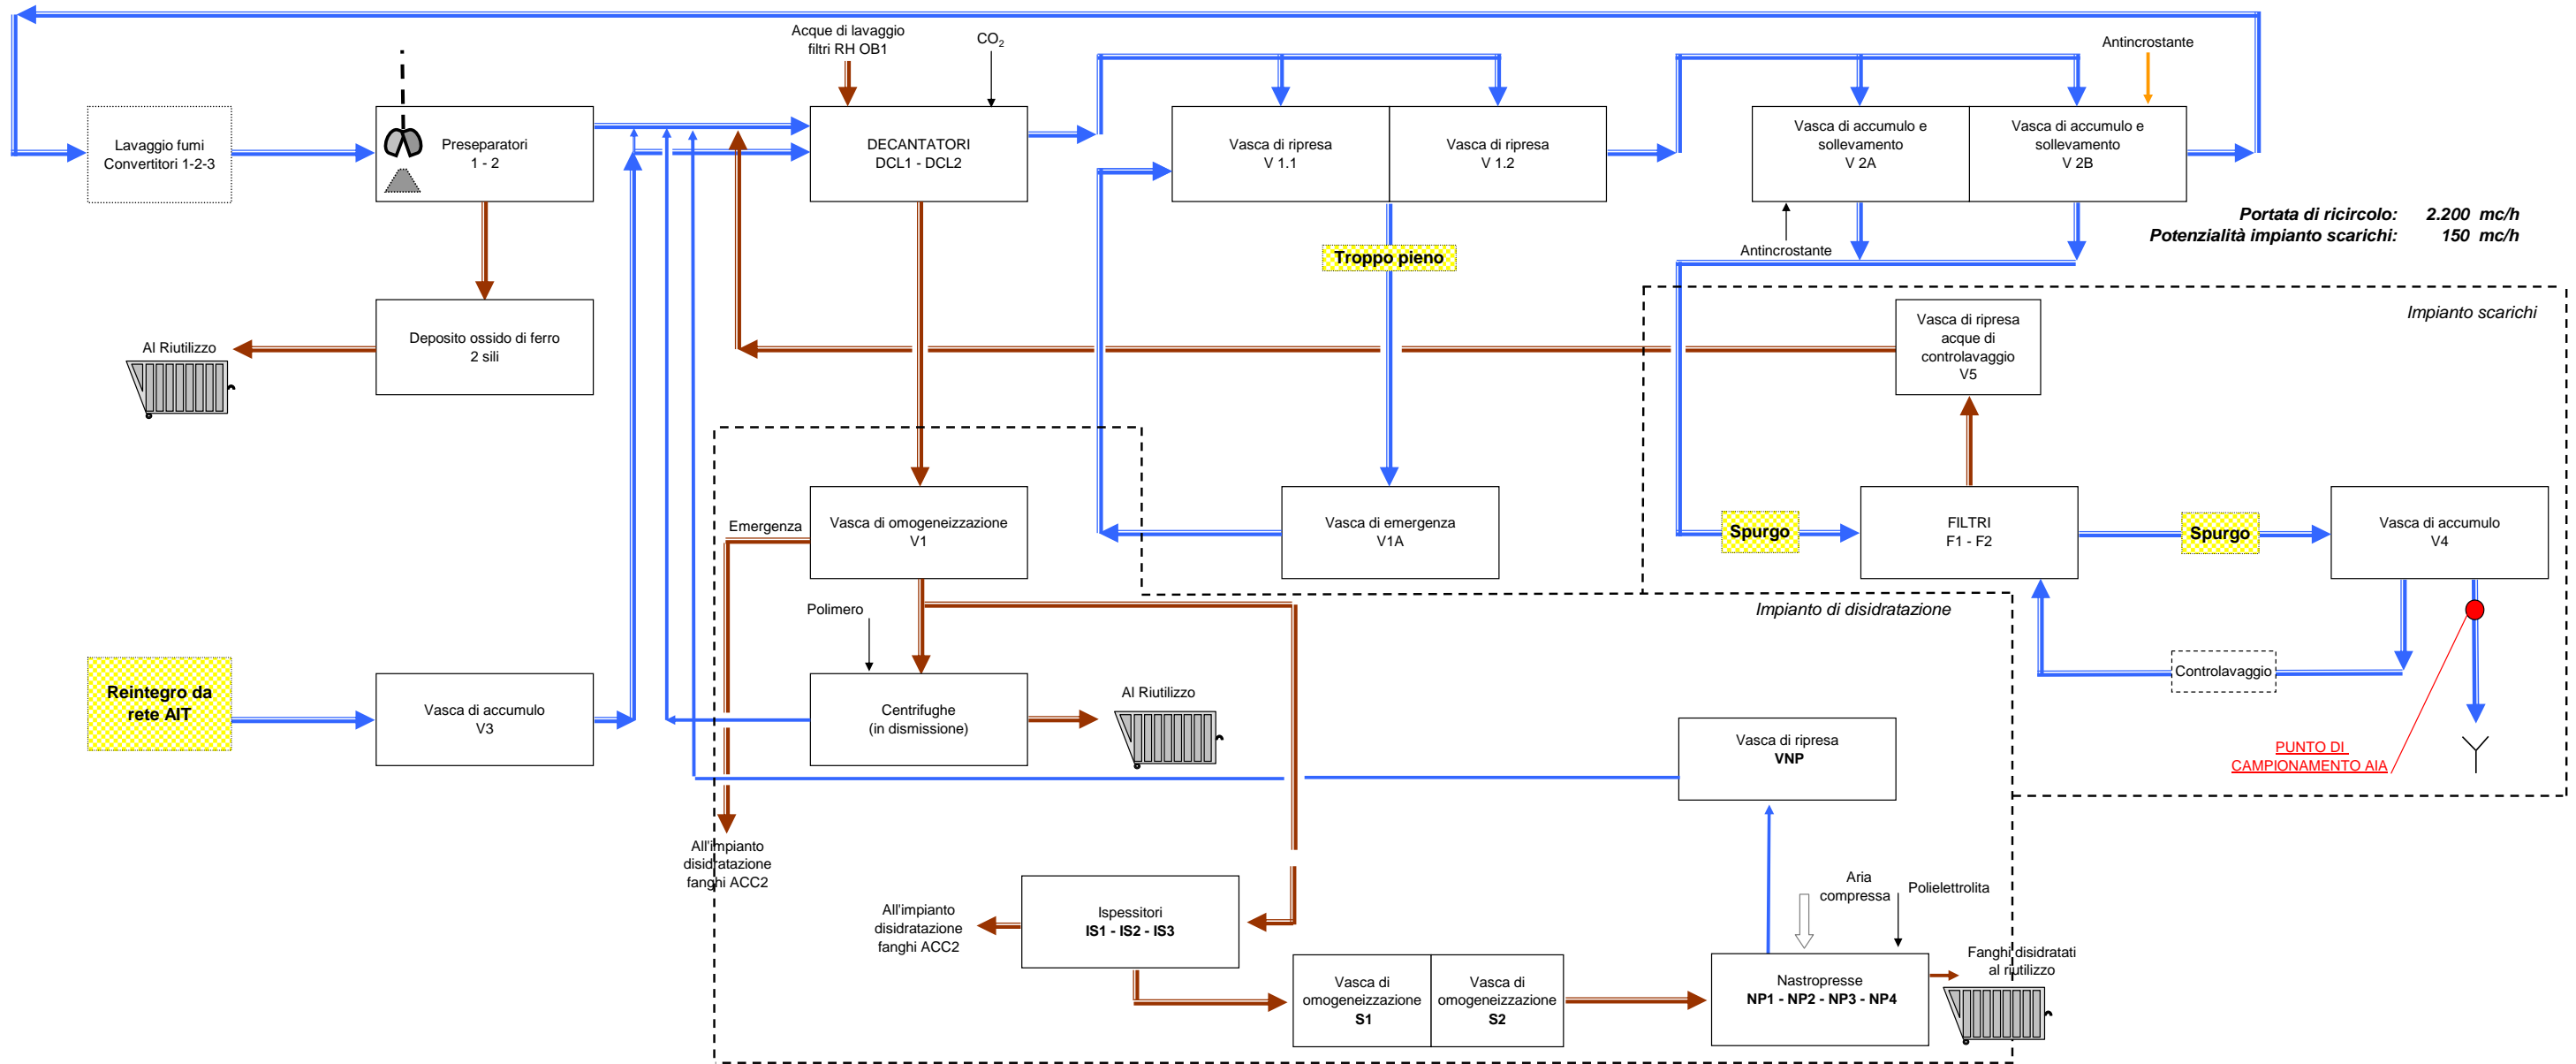 Acque di lavaggio
filtri RH OB1
CO2
Antincrostante
Lavaggio fumi
Convertitori 1-2-3
Preseparatori
1 - 2
DECANTATORI
DCL1 - DCL2
Vasca di ripresa
V 1.1
Vasca di ripresa
V 1.2
Vasca di accumulo e
sollevamento
V 2A
Vasca di accumulo e
sollevamento
V 2B
Portata di ricircolo: 2.200 mc/h
Potenzialità impianto scarichi: 150 mc/h
Antincrostante
Troppo pieno
Impianto scarichi
Al Riutilizzo
Deposito ossido di ferro
2 sili
Vasca di ripresa
acque di
controlavaggio
V5
Emergenza
Vasca di omogeneizzazione
V1
Vasca di emergenza
V1A
Spurgo
FILTRI
F1 - F2
Spurgo
Vasca di accumulo
V4
Polimero
Impianto di disidratazione
Controlavaggio
Reintegro da
rete AIT
Vasca di accumulo
V3
Centrifughe
(in dismissione)
Al Riutilizzo
Vasca di ripresa
VNP
PUNTO DI
CAMPIONAMENTO AIA
All'impianto
disidratazione
fanghi ACC2
All'impianto
disidratazione
fanghi ACC2
Ispessitori
IS1 - IS2 - IS3
Aria
compressa
Polielettrolita
Vasca di
omogeneizzazione
S1
Vasca di
omogeneizzazione
S2
Nastropresse
NP1 - NP2 - NP3 - NP4
Fanghi disidratati
al riutilizzo